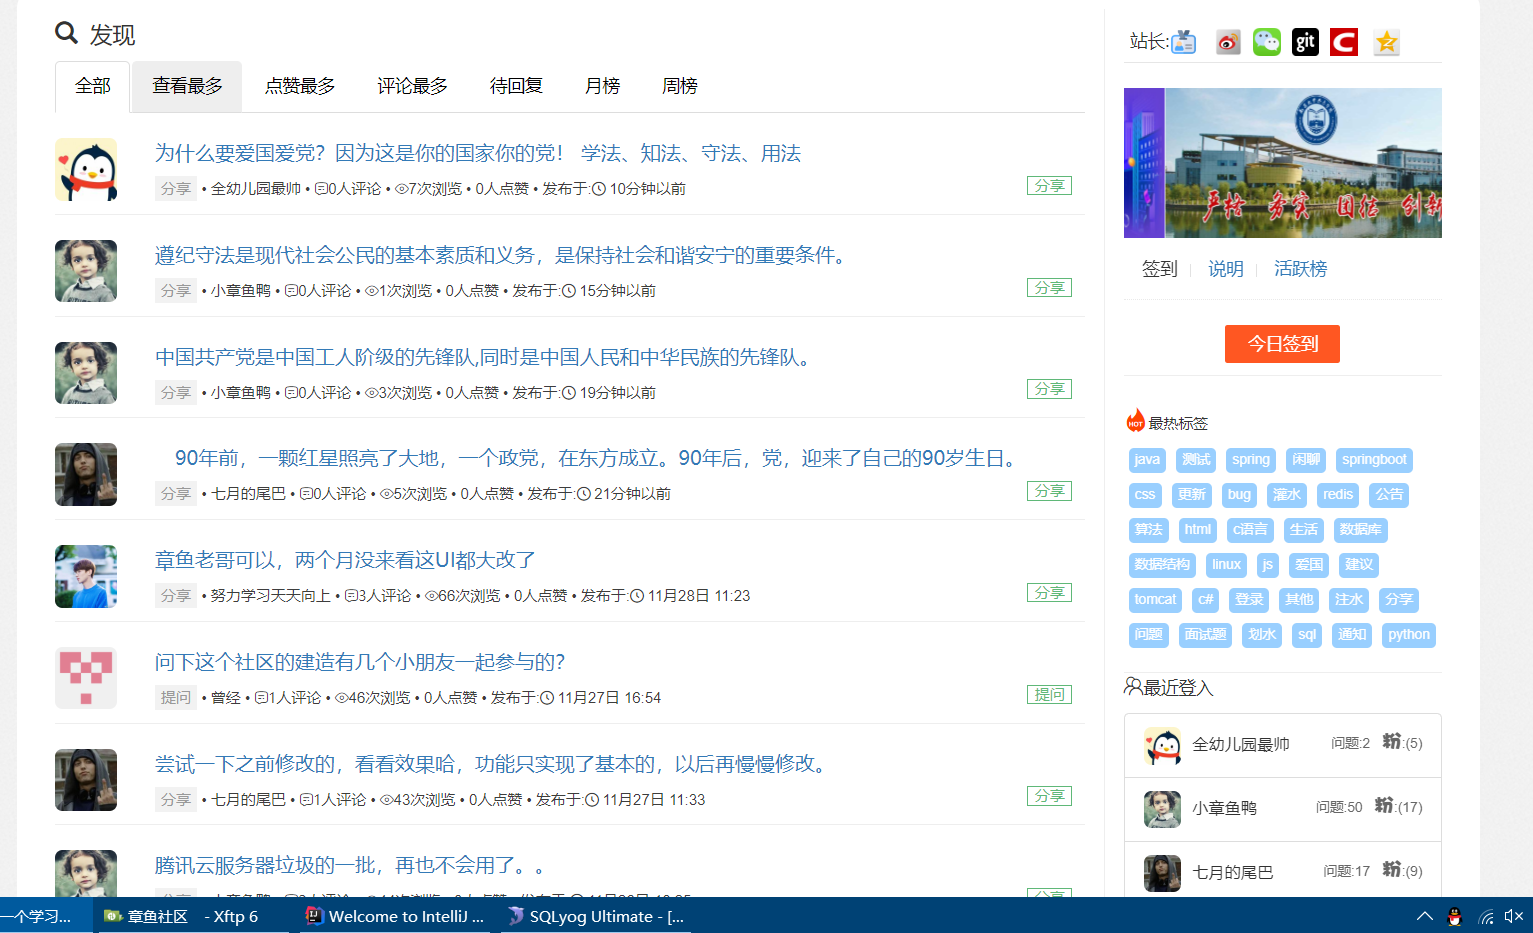 发现
全部 查看最多 点赞最多 评论最多 待回复 月榜 周榜
为什么要爱国爱党？因为这是你的国家你的党！ 学法、知法、守法、用法
分享 • 全幼儿园最帅 • 0人评论 • 7次浏览 • 0人点赞 • 发布于: 10分钟以前 分享
遵纪守法是现代社会公民的基本素质和义务，是保持社会和谐安宁的重要条件。
分享 • 小章鱼鸭 • 0人评论 • 1次浏览 • 0人点赞 • 发布于: 15分钟以前 分享
中国共产党是中国工人阶级的先锋队,同时是中国人民和中华民族的先锋队。
分享 • 小章鱼鸭 • 0人评论 • 3次浏览 • 0人点赞 • 发布于: 19分钟以前 分享
90年前，一颗红星照亮了大地，一个政党，在东方成立。90年后，党，迎来了自己的90岁生日。
分享 • 七月的尾巴 • 0人评论 • 5次浏览 • 0人点赞 • 发布于: 21分钟以前 分享
章鱼老哥可以，两个月没来看这UI都大改了
分享 • 努力学习天天向上 • 3人评论 • 66次浏览 • 0人点赞 • 发布于: 11月28日 11:23 分享
问下这个社区的建造有几个小朋友一起参与的？
提问 • 曾经 • 1人评论 • 46次浏览 • 0人点赞 • 发布于: 11月27日 16:54 提问
尝试一下之前修改的，看看效果哈，功能只实现了基本的，以后再慢慢修改。
分享 • 七月的尾巴 • 1人评论 • 43次浏览 • 0人点赞 • 发布于: 11月27日 11:33 分享
腾讯云服务器垃圾的一批，再也不会用了。。
站长:
git
严格 务实 团结 创新
签到 说明 活跃榜
今日签到
HOT 最热标签
java 测试 spring 闲聊 springboot
css 更新 bug 灌水 redis 公告
算法 html c语言 生活 数据库
数据结构 linux js 爱国 建议
tomcat c# 登录 其他 注水 分享
问题 面试题 划水 sql 通知 python
最近登入
全幼儿园最帅 问题:2 粉:(5)
小章鱼鸭 问题:50 粉:(17)
七月的尾巴 问题:17 粉:(9)
一个学习... 章鱼社区 - Xftp 6 Welcome to IntelliJ ... SQLyog Ultimate - [...